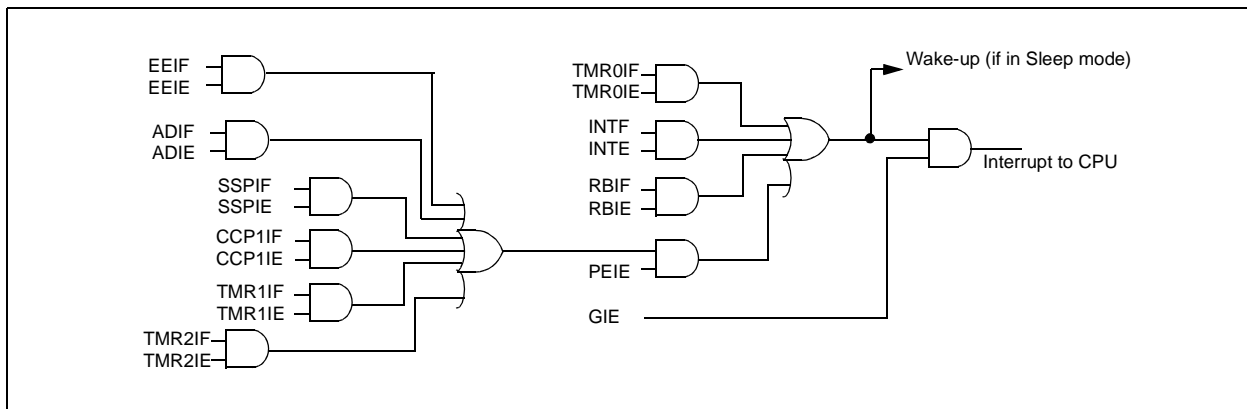 EEIF
EEIE
ADIF
ADIE
SSPIF
SSPIE
CCP1IF
CCP1IE
TMR1IF
TMR1IE
TMR2IF
TMR2IE
TMR0IF
TMR0IE
INTF
INTE
RBIF
RBIE
PEIE
GIE
Wake-up (if in Sleep mode)
Interrupt to CPU